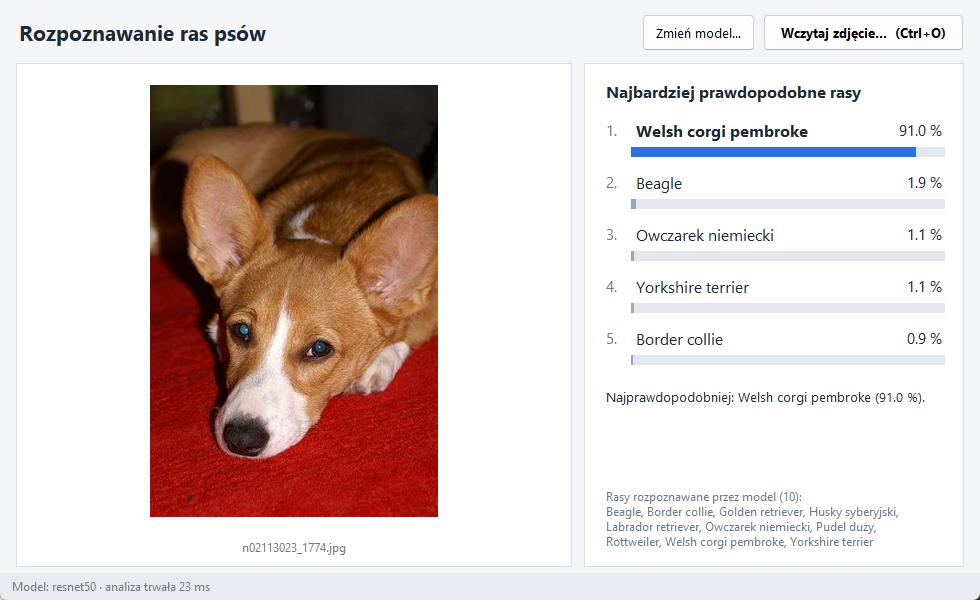 Rozpoznawanie ras psów
Zmień model...
Wczytaj zdjęcie... (Ctrl+O)
n02113023_1774.jpg
Najbardziej prawdopodobne rasy
1. Welsh corgi pembroke 91.0 %
2. Beagle 1.9 %
3. Owczarek niemiecki 1.1 %
4. Yorkshire terrier 1.1 %
5. Border collie 0.9 %
Najprawdopodobniej: Welsh corgi pembroke (91.0 %).
Rasy rozpoznawane przez model (10):
Beagle, Border collie, Golden retriever, Husky syberyjski,
Labrador retriever, Owczarek niemiecki, Pudel duży,
Rottweiler, Welsh corgi pembroke, Yorkshire terrier
Model: resnet50 · analiza trwała 23 ms